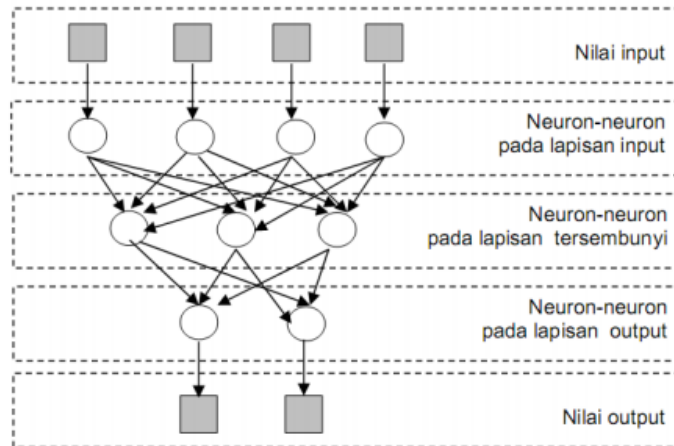 Nilai input
Neuron-neuron
pada lapisan input
Neuron-neuron
pada lapisan tersembunyi
Neuron-neuron
pada lapisan output
Nilai output